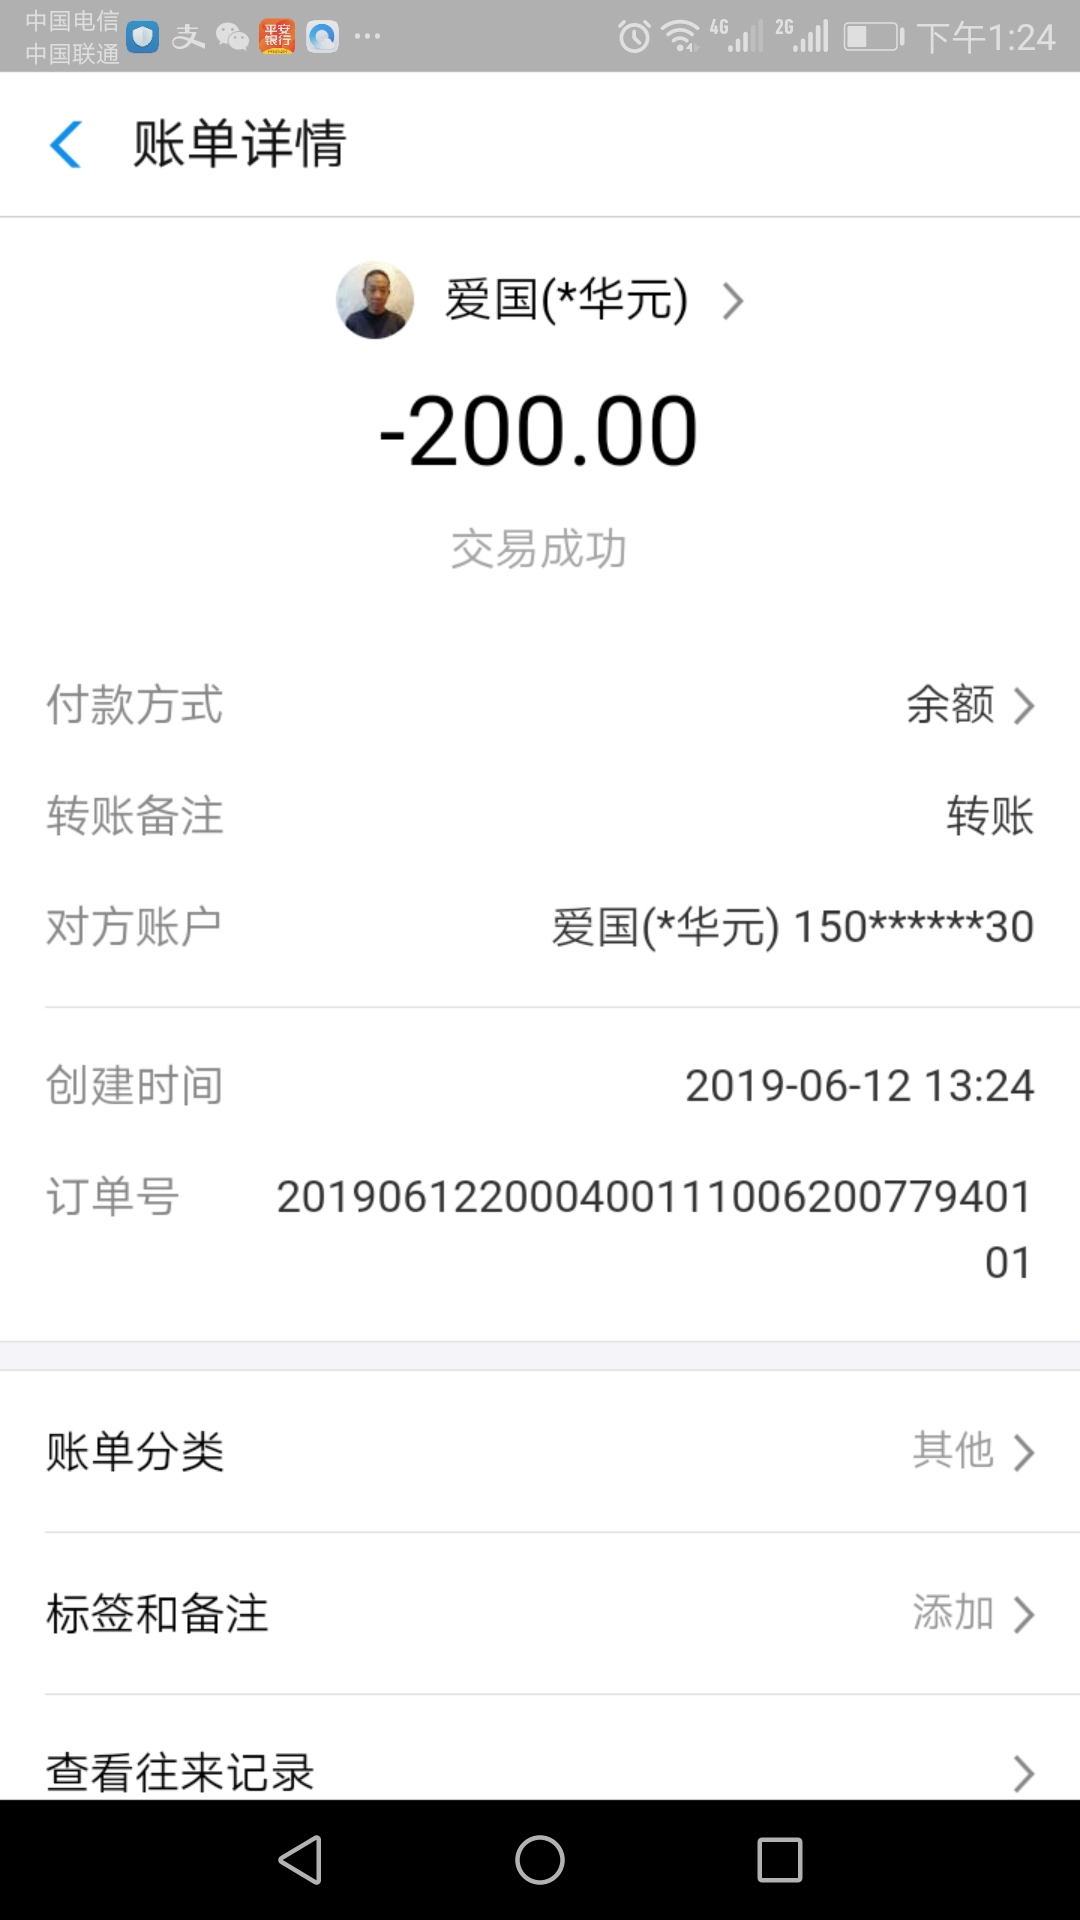 中国电信
中国联通
支
平安
银行
4G
2G
下午1:24
账单详情
爱国(*华元)
-200.00
交易成功
付款方式 余额
转账备注 转账
对方账户 爱国(*华元) 150******30
创建时间 2019-06-12 13:24
订单号 20190612200040011100620077940101
01
账单分类 其他
标签和备注 添加
查看往来记录